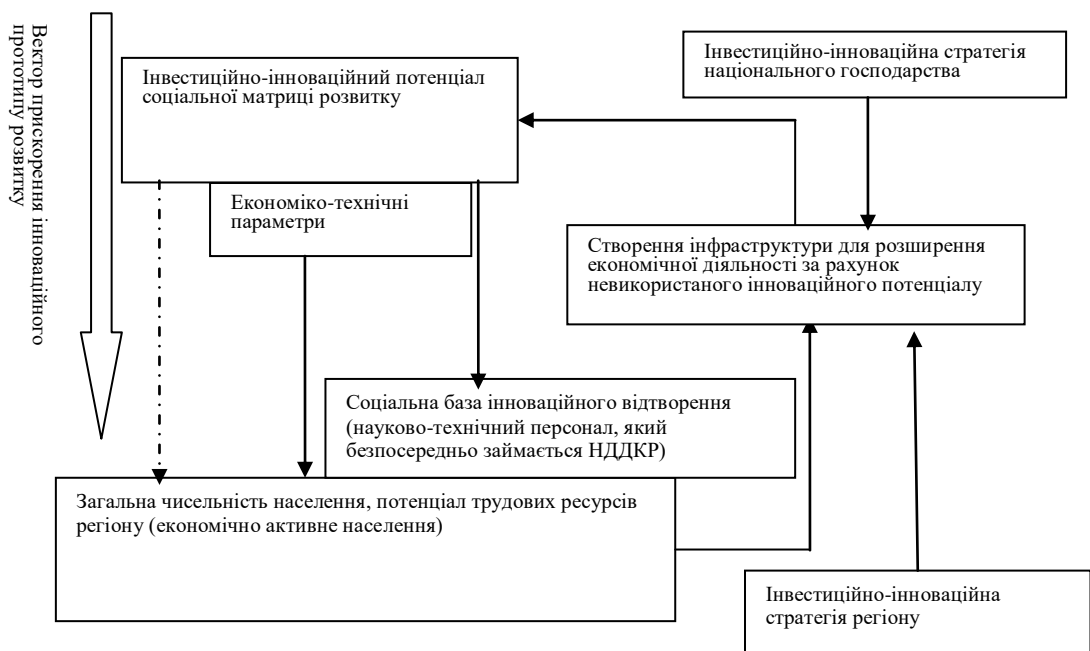 Вектор прискорення інноваційного
прототипу розвитку
Інвестиційно-інноваційний потенціал
соціальної матриці розвитку
Інвестиційно-інноваційна стратегія
національного господарства
Економіко-технічні
параметри
Створення інфраструктури для розширення
економічної діяльності за рахунок
невикористаного інноваційного потенціалу
Соціальна база інноваційного відтворення
(науково-технічний персонал, який
безпосередньо займається НДДКР)
Загальна чисельність населення, потенціал трудових ресурсів
регіону (економічно активне населення)
Інвестиційно-інноваційна
стратегія регіону